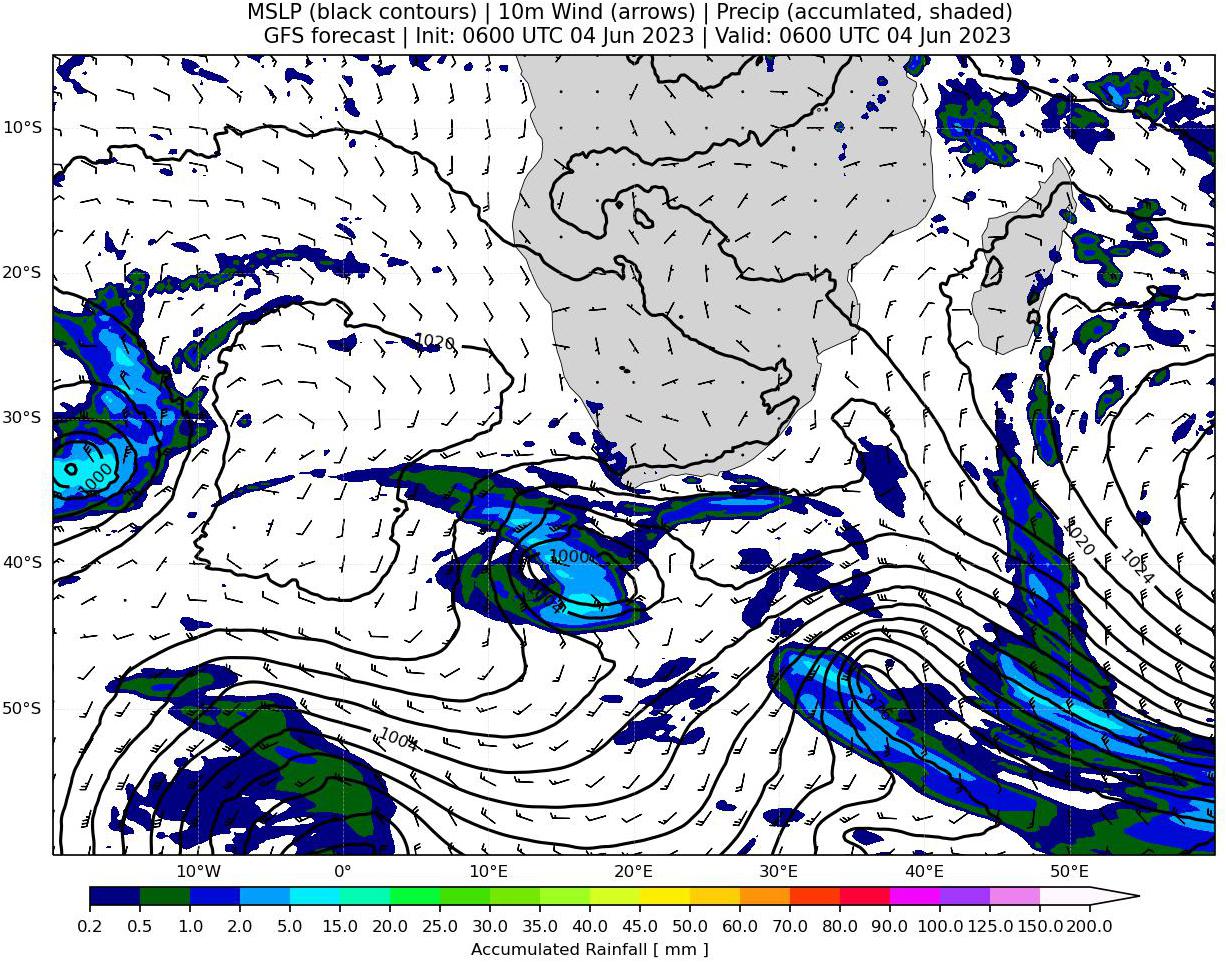 MSLP (black contours) | 10m Wind (arrows) | Precip (accumlated, shaded)
GFS forecast | Init: 0600 UTC 04 Jun 2023 | Valid: 0600 UTC 04 Jun 2023
10°S
20°S
1020
30°S
1000
1020
40°S
1000
1024
1004
50°S
1004
10°W
0°
10°E
20°E
30°E
40°E
50°E
0.2
0.5
1.0
2.0
5.0
10.0
15.0
20.0
25.0
30.0
35.0
40.0
45.0
50.0
60.0
70.0
80.0
90.0
100.0
125.0
150.0
200.0
Accumulated Rainfall [ mm ]